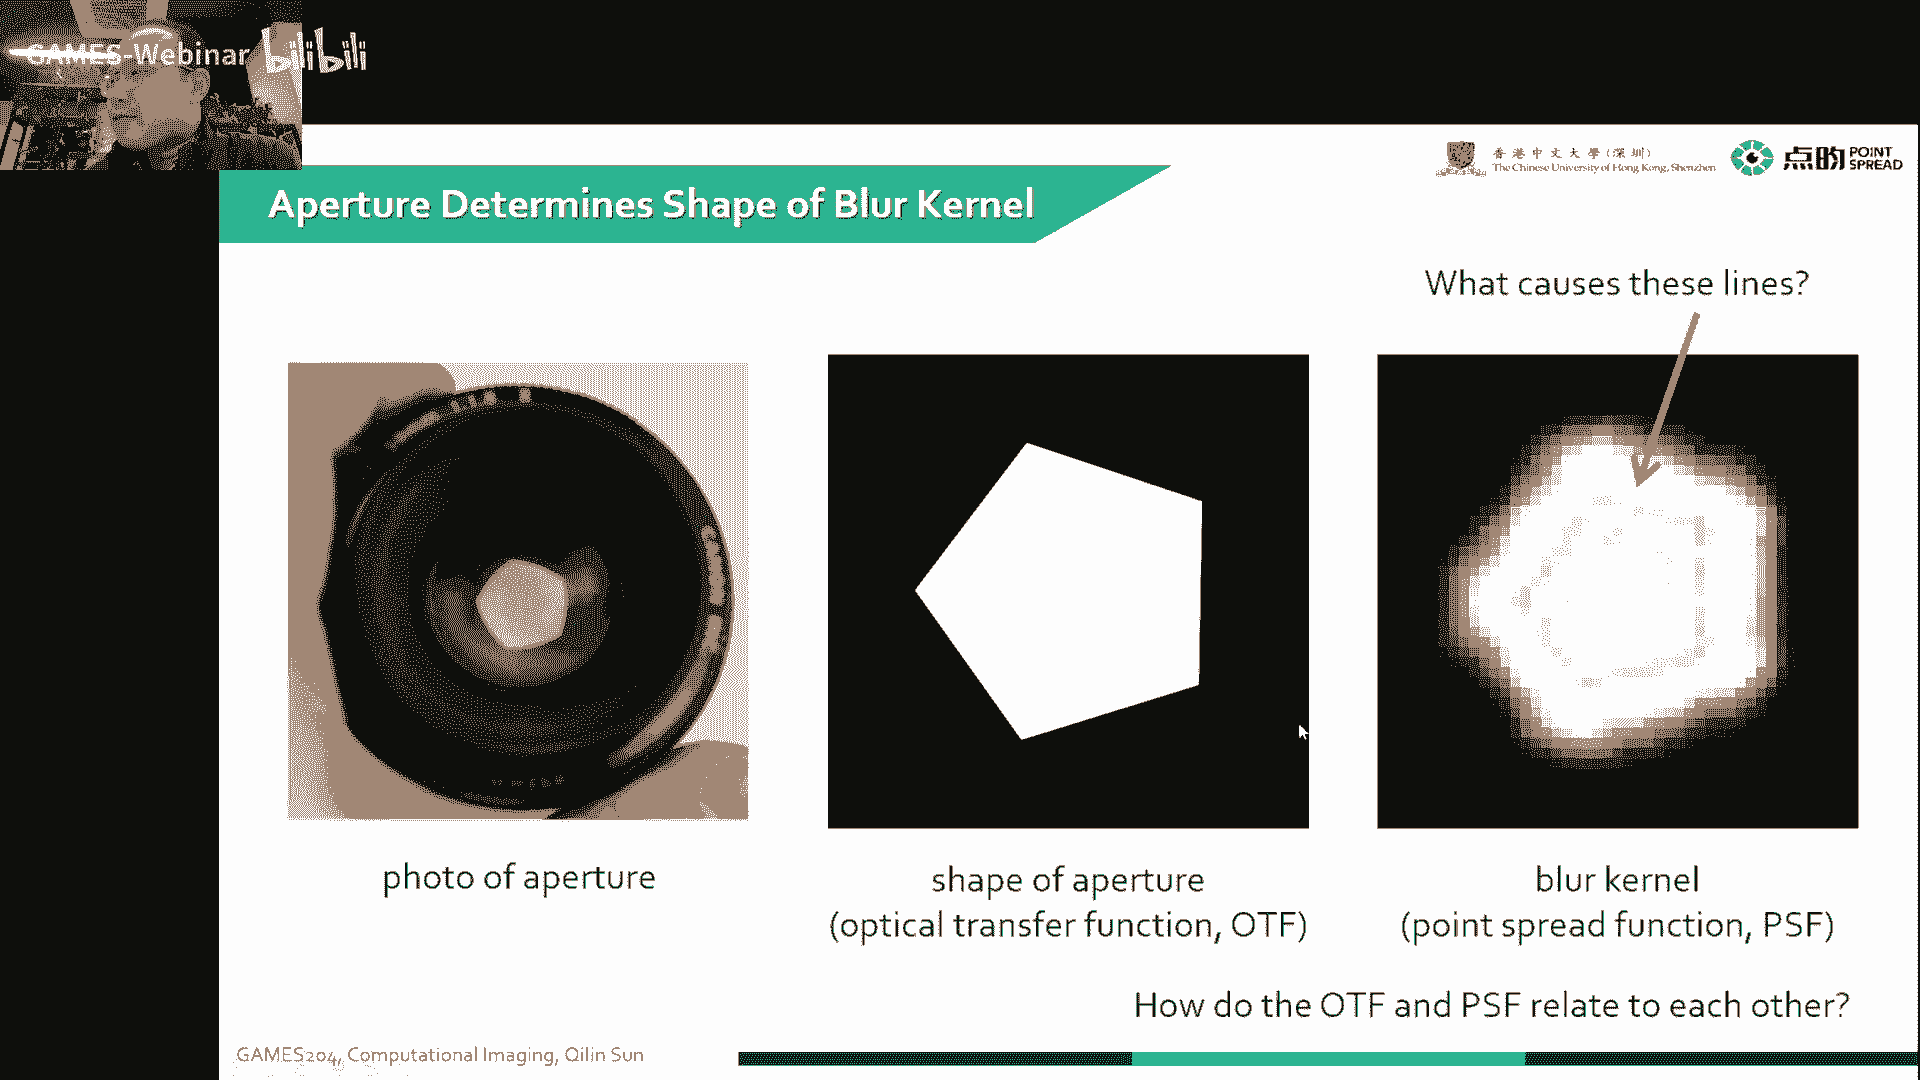 GAMES-Webinar bilibili
香港中文大學(深圳)
The Chinese University of Hong Kong, Shenzhen
点昀 POINT
SPREAD
Aperture Determines Shape of Blur Kernel
What causes these lines?
photo of aperture
shape of aperture
(optical transfer function, OTF)
blur kernel
(point spread function, PSF)
How do the OTF and PSF relate to each other?
GAMES204, Computational Imaging, Qilin Sun